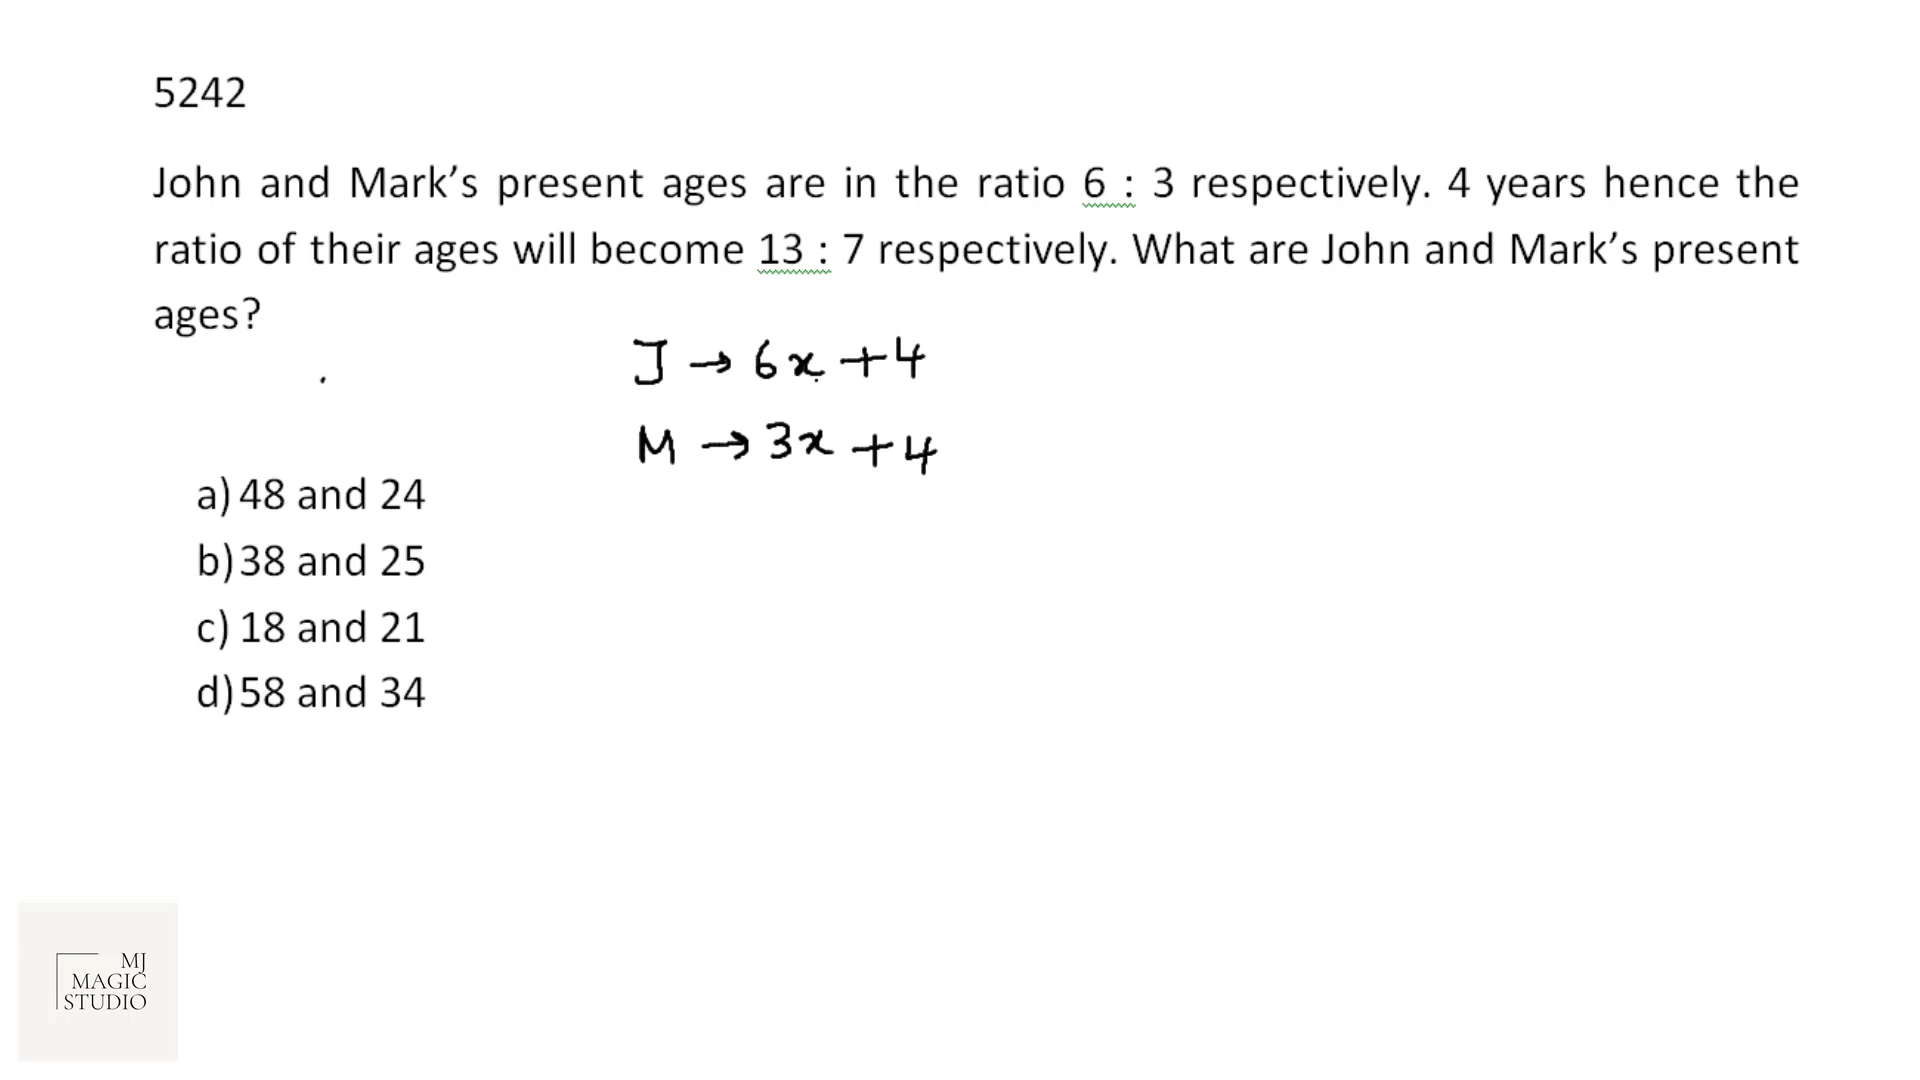 5242
John and Mark’s present ages are in the ratio 6 : 3 respectively. 4 years hence the
ratio of their ages will become 13 : 7 respectively. What are John and Mark’s present
ages?
J → 6x + 4
M → 3x + 4
a) 48 and 24
b) 38 and 25
c) 18 and 21
d) 58 and 34
MJ
MAGIC
STUDIO